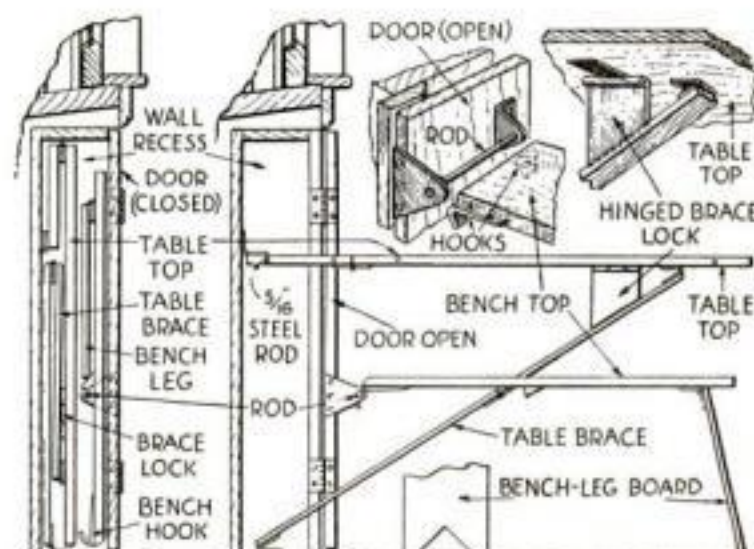 WALL
RECESS
DOOR
(CLOSED)
TABLE
TOP
TABLE
BRACE
BENCH
LEG
ROD
BRACE
LOCK
BENCH
HOOK
5/16"
STEEL
ROD
DOOR OPEN
DOOR (OPEN)
ROD
HOOKS
TABLE
TOP
HINGED BRACE
LOCK
BENCH TOP
TABLE
TOP
TABLE BRACE
BENCH-LEG BOARD